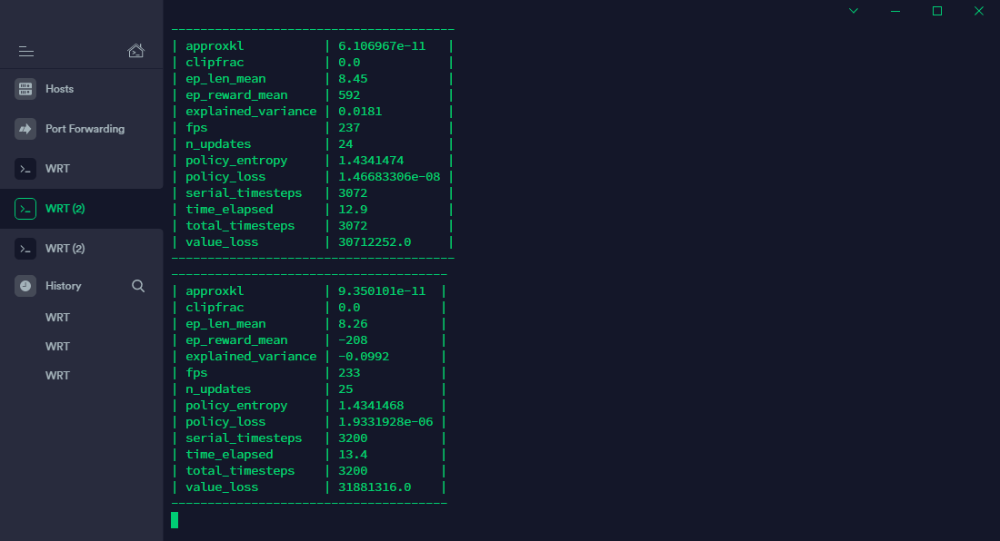 Hosts
Port Forwarding
WRT
WRT (2)
WRT (2)
History
WRT
WRT
WRT
---------------------------------------
| approxkl           | 6.106967e-11   |
| clipfrac           | 0.0            |
| ep_len_mean        | 8.45           |
| ep_reward_mean     | 592            |
| explained_variance | 0.0181         |
| fps                | 237            |
| n_updates          | 24             |
| policy_entropy     | 1.4341474      |
| policy_loss        | 1.46683306e-08 |
| serial_timesteps   | 3072           |
| time_elapsed       | 12.9           |
| total_timesteps    | 3072           |
| value_loss         | 30712252.0     |
---------------------------------------
--------------------------------------
| approxkl           | 9.350101e-11  |
| clipfrac           | 0.0           |
| ep_len_mean        | 8.26          |
| ep_reward_mean     | -208          |
| explained_variance | -0.0992       |
| fps                | 233           |
| n_updates          | 25            |
| policy_entropy     | 1.4341468     |
| policy_loss        | 1.9331928e-06 |
| serial_timesteps   | 3200          |
| time_elapsed       | 13.4          |
| total_timesteps    | 3200          |
| value_loss         | 31881316.0    |
--------------------------------------